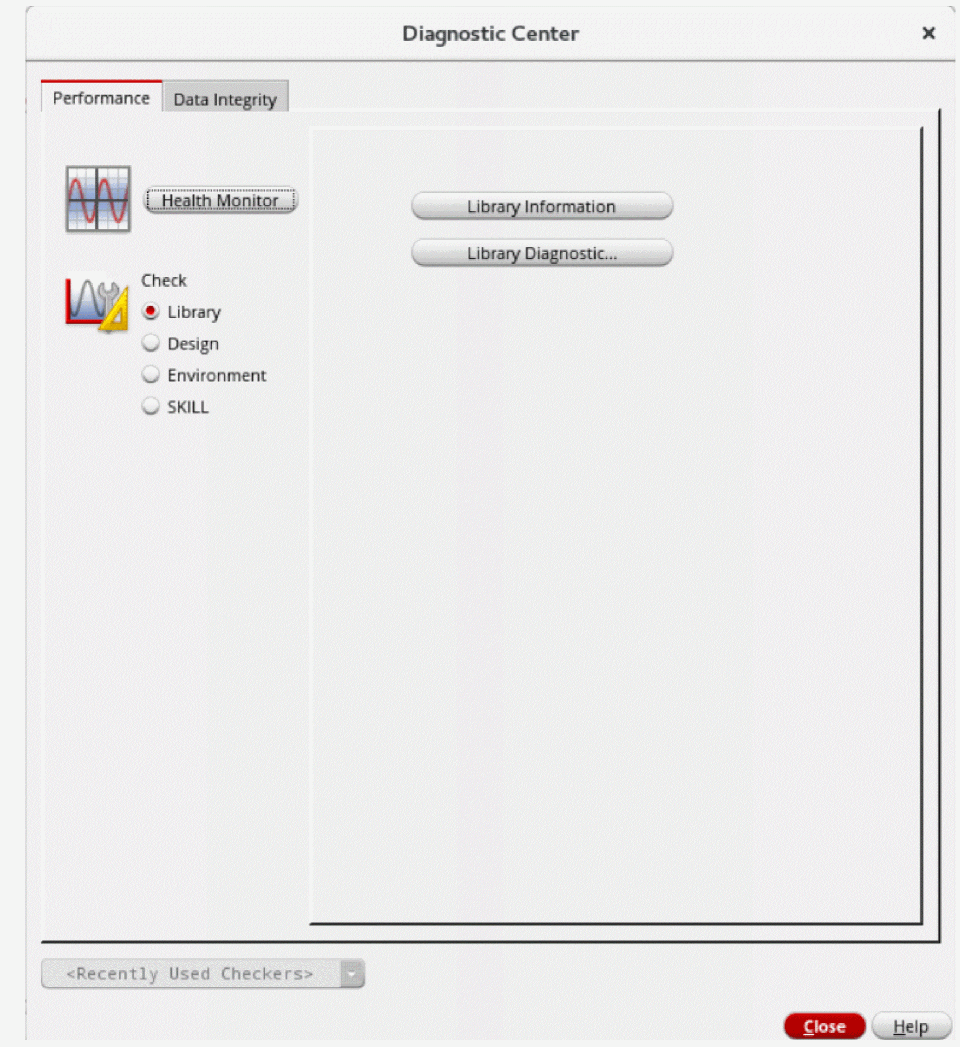 Diagnostic Center
Performance
Data Integrity
Health Monitor
Check
Library
Design
Environment
SKILL
Library Information
Library Diagnostic...
<Recently Used Checkers>
Close
Help